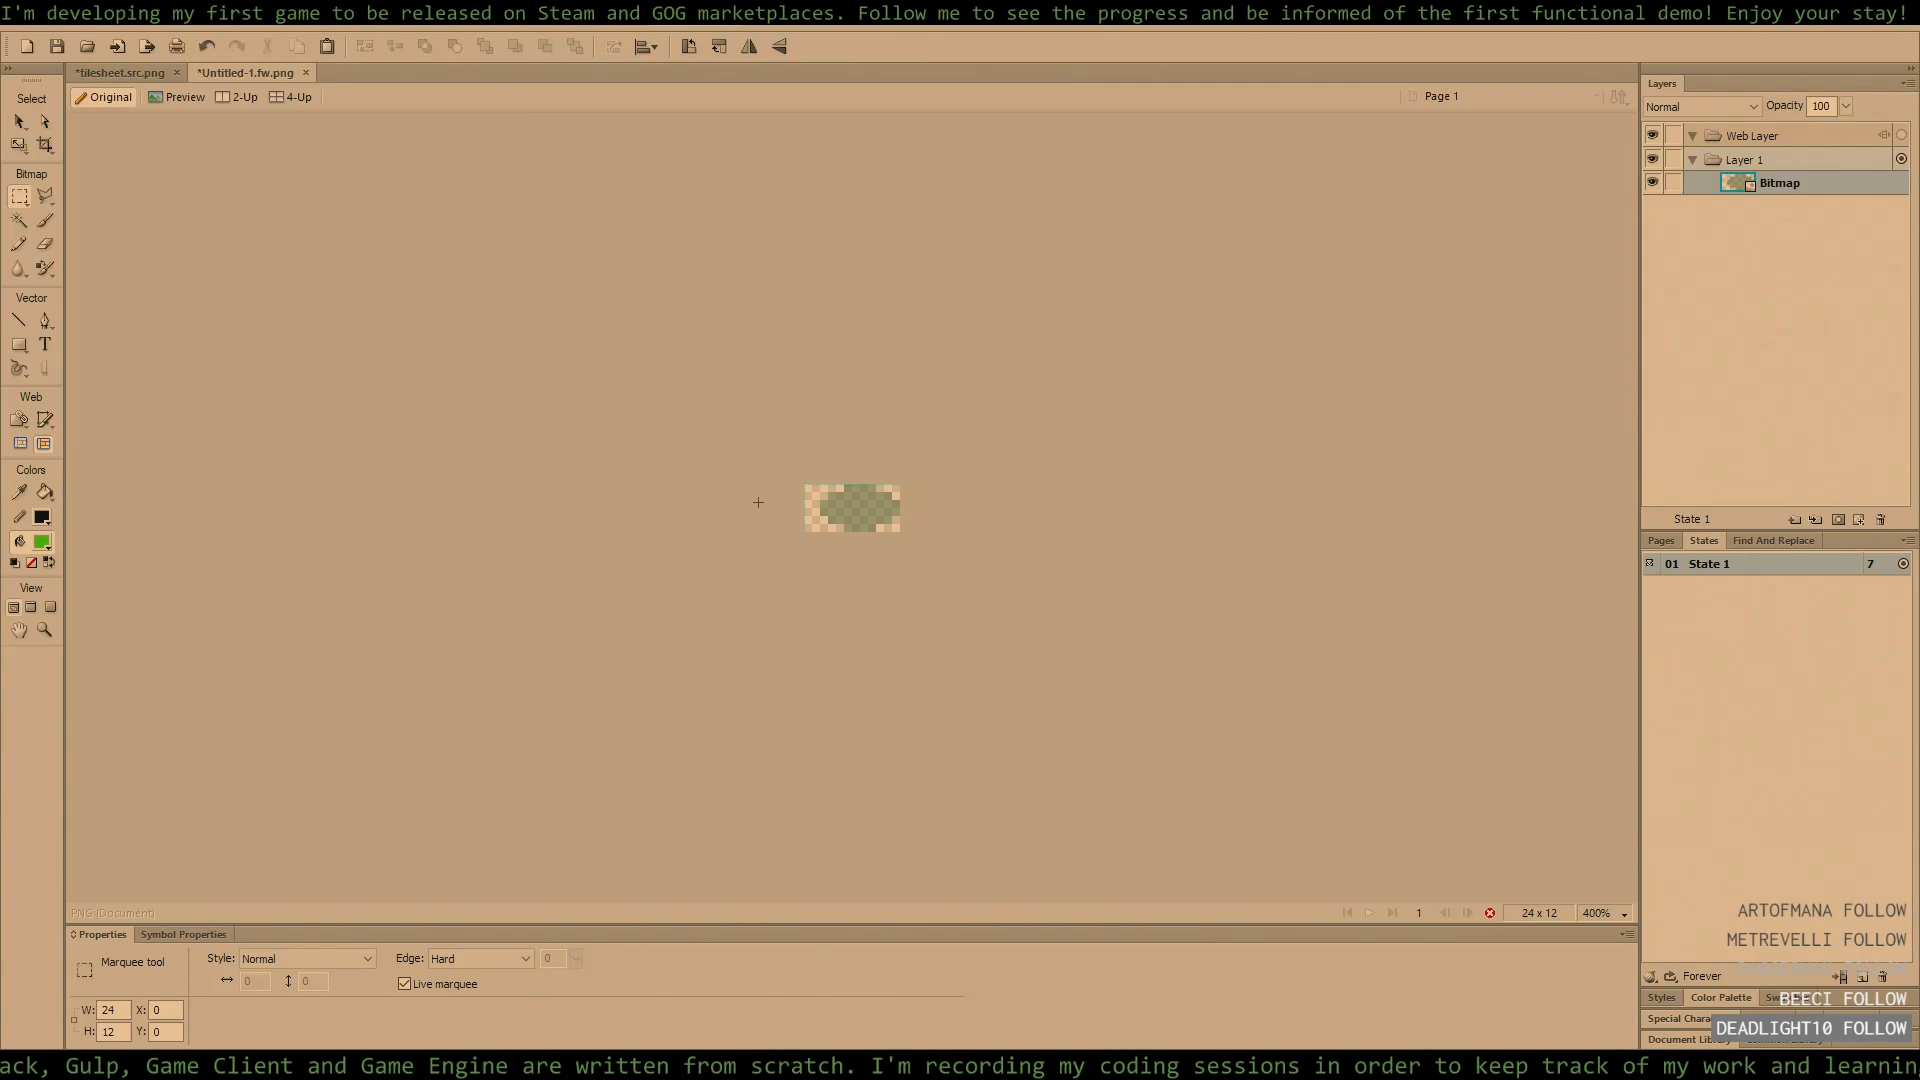 I'm developing my first game to be released on Steam and GOG marketplaces. Follow me to see the progress and be informed of the first functional demo! Enjoy your stay!
*tilesheet.src.png
*Untitled-1.fw.png
Original
Preview
2-Up
4-Up
Page 1
Select
Bitmap
Vector
Web
Colors
View
Layers
Normal
Opacity 100
Web Layer
Layer 1
Bitmap
State 1
Pages
States
Find And Replace
01 State 1 7
PNG (Document)
1
24 x 12
400%
Properties
Symbol Properties
Marquee tool
Style: Normal
Edge: Hard
0
0
0
Live marquee
W: 24 X: 0
H: 12 Y: 0
ARTOFMANA FOLLOW
METREVELLI FOLLOW
Forever
Styles
Color Palette
BEECI FOLLOW
Special
DEADLIGHT10 FOLLOW
Document
ack, Gulp, Game Client and Game Engine are written from scratch. I'm recording my coding sessions in order to keep track of my work and learnin